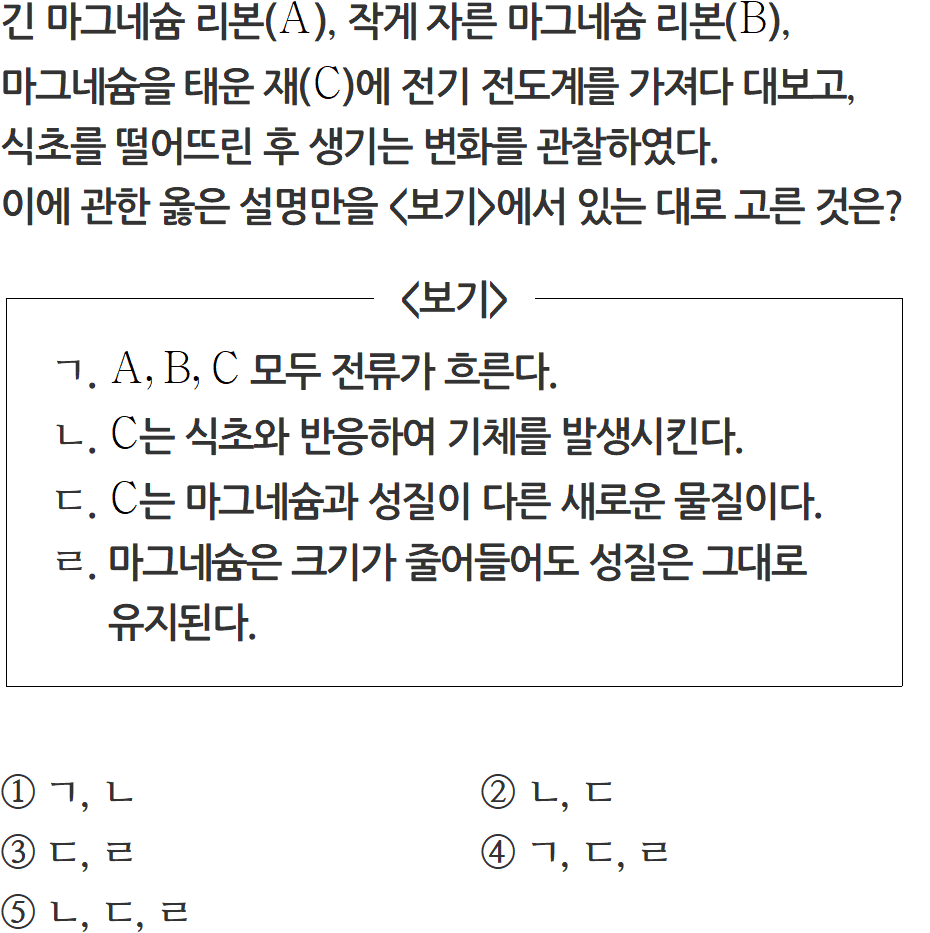 긴 마그네슘 리본(A), 작게 자른 마그네슘 리본(B),
마그네슘을 태운 재(C)에 전기 전도계를 가져다 대보고,
식초를 떨어뜨린 후 생기는 변화를 관찰하였다.
이에 관한 옳은 설명만을 <보기>에서 있는 대로 고른 것은?
<보기>
ㄱ. A, B, C 모두 전류가 흐른다.
ㄴ. C는 식초와 반응하여 기체를 발생시킨다.
ㄷ. C는 마그네슘과 성질이 다른 새로운 물질이다.
ㄹ. 마그네슘은 크기가 줄어들어도 성질은 그대로
유지된다.
① ㄱ, ㄴ ② ㄴ, ㄷ
③ ㄷ, ㄹ ④ ㄱ, ㄷ, ㄹ
⑤ ㄴ, ㄷ, ㄹ